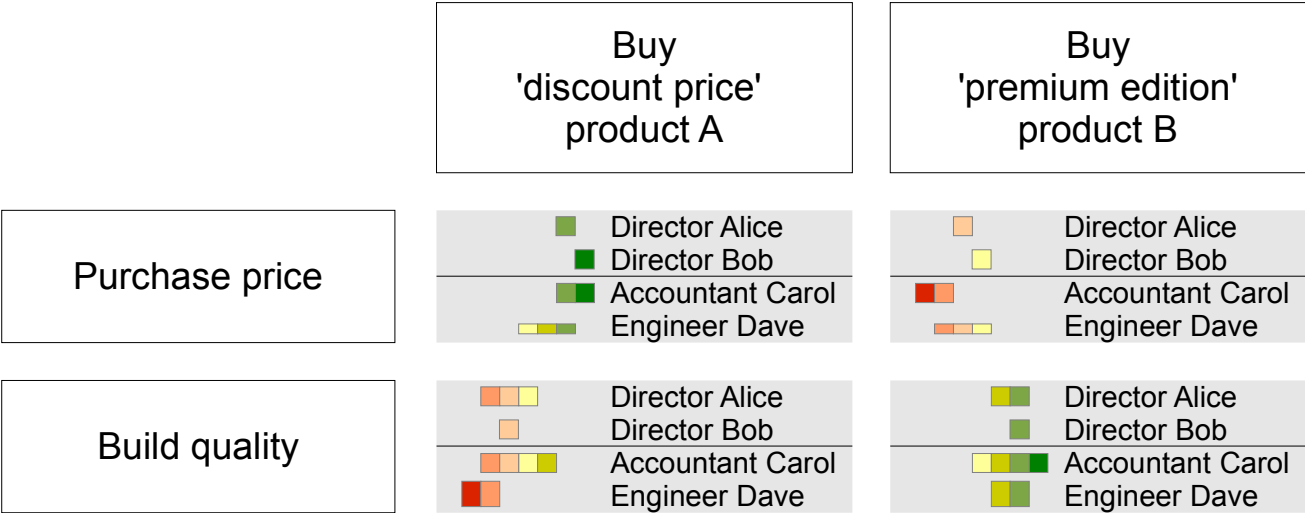 Buy
'discount price'
product A
Buy
'premium edition'
product B
Purchase price
Director Alice
Director Bob
Accountant Carol
Engineer Dave
Director Alice
Director Bob
Accountant Carol
Engineer Dave
Build quality
Director Alice
Director Bob
Accountant Carol
Engineer Dave
Director Alice
Director Bob
Accountant Carol
Engineer Dave